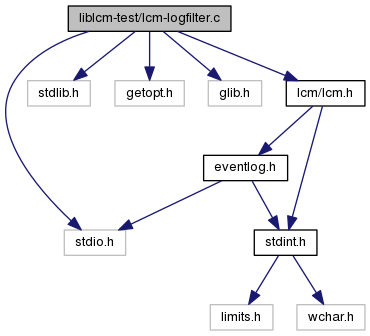 liblcm-test/lcm-logfilter.c
stdlib.h
getopt.h
glib.h
lcm/lcm.h
eventlog.h
stdio.h
stdint.h
limits.h
wchar.h